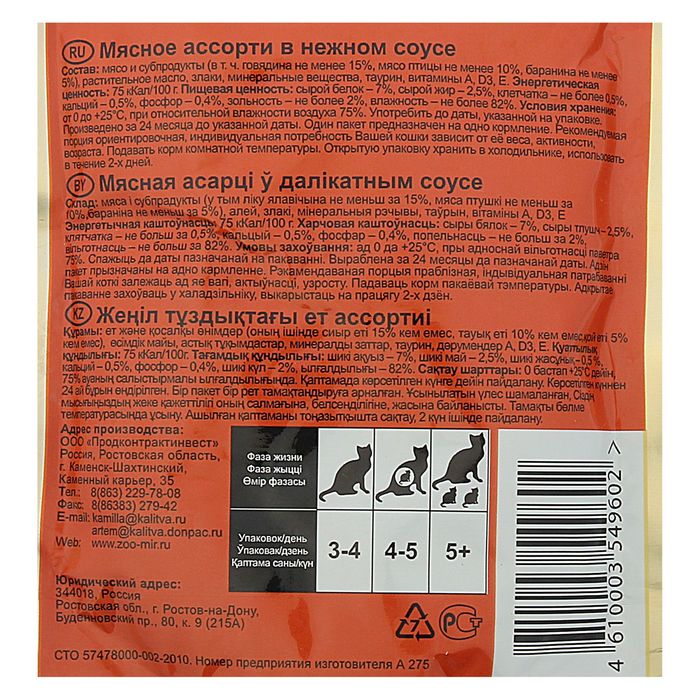 RU Мясное ассорти в нежном соусе
Состав: мясо и субпродукты (в т. ч. говядина не менее 15%, мясо птицы не менее 10%, баранина не менее
5%), растительное масло, злаки, минеральные вещества, таурин, витамины А, D3, Е. Энергетическая
ценность: 75 кКал/100 г. Пищевая ценность: сырой белок – 7%, сырой жир – 2,5%, клетчатка – не более 0,5%,
кальций – 0,5%, фосфор – 0,4%, зольность – не более 2%, влажность – не более 82%. Условия хранения:
от 0 до +25°С, при относительной влажности воздуха 75%. Употребить до даты, указанной на упаковке.
Произведено за 24 месяца до указанной даты. Один пакет предназначен на одно кормление. Рекомендуемая
порция ориентировочная, индивидуальная потребность Вашей кошки зависит от её веса, активности,
возраста. Подавать корм комнатной температуры. Открытую упаковку хранить в холодильнике, использовать
в течение 2-х дней.
BY Мясная асарці ў далікатным соусе
Склад: мяса і субпрадукты (у тым ліку ялавічына не меньш за 15%, мяса птушкі не меньш за
10%,бараніна не меньш за 5%), алей, злакі, мінеральныя рэчывы, таўрын, вітаміны А, D3, Е
Энергетычная каштоўнасць: 75 кКал/100 г. Харчовая каштоўнасць: сыры бялок – 7%, сыры тлушч –2,5%,
клятчатка – не больш за 0,5%, кальцый – 0,5%, фосфор – 0,4%, попельнасць – не больш за 2%,
вільготнасць – не больш за 82%. Умовы захоўвання: ад 0 да +25°С, пры адноснай вільготнасці паветра
75%. Спажыць да даты пазначанай на пакаванні. Выраблена за 24 месяцы да пазначанай даты. Адзін
пакет прызначаны на адно кармленне. Рэкамендаваная порцыя праблізная, індывідуальная патрабаванні
Вашай коткі залежаць ад яе вагі, актыўнасці, узросту. Падаваць корм пакаёвай тэмпературы. Адкрытае
пакаванне захоўваць у халадзільніку, выкарыстаць на працягу 2-х дзён.
KZ Жеңіл тұздықтағы ет ассортиі
Құрамы: ет және қосалқы өнімдер (оның ішінде сиыр еті 15% кем емес, тауық еті 10% кем емес,қой еті 5%
кем емес), өсімдік майы, астық тұқымдастар, минералды заттар, таурин, дәрумендер А, D3, Е. Қуаттылық
құндылығы: 75 кКал/100г. Тағамдық құндылығы: шикі ақуыз – 7%, шикі май – 2,5%, шикі жасұнық – 0,5%,
кальций – 0,5%, фосфор – 0,4%, шикі күл – 2%, ылғалдылығы – 82%. Сақтау шарттары: 0 бастап +25°С дейін,
75% ауаның салыстырмалы ылғалдылығында. Қаптамада көрсетілген күнге дейін пайдалану. Көрсетілген күннен
24 ай бұрын өндірілген. Бір пакет бір рет тамақтандыруға арналған. Ұсынылатын үлес шамаланған, Сіздің
мысығыңыздың жеке қажеттілігі оның салмағына, белсенділігіне, жасына байланысты. Тамақты бөлме
температурасында ұсыну. Ашылған қаптаманы тоңазытқышта сақтау, 2 күн ішінде пайдалану.
Адрес производства:
ООО «Продконтрактинвест»
Россия, Ростовская область,
г. Каменск-Шахтинский,
Каменный карьер, 35
Тел.: 8(863) 229-78-08
Факс: 8(86383) 279-42
E-mail: kamilla@kalitva.ru
artem@kalitva.donpac.ru
Web: www.zoo-mir.ru
Юридический адрес:
344018, Россия
Ростовская обл., г. Ростов-на-Дону,
Буденновский пр., 80, к. 9 (215А)
Фаза жизни
Фаза жыцці
Өмір фазасы
Упаковок/день
Ўпаковак/дзень
Қаптама саны/күн
3-4
4-5
5+
7
РСТ
4 610003 549602 >
СТО 57478000-002-2010. Номер предприятия изготовителя А 275